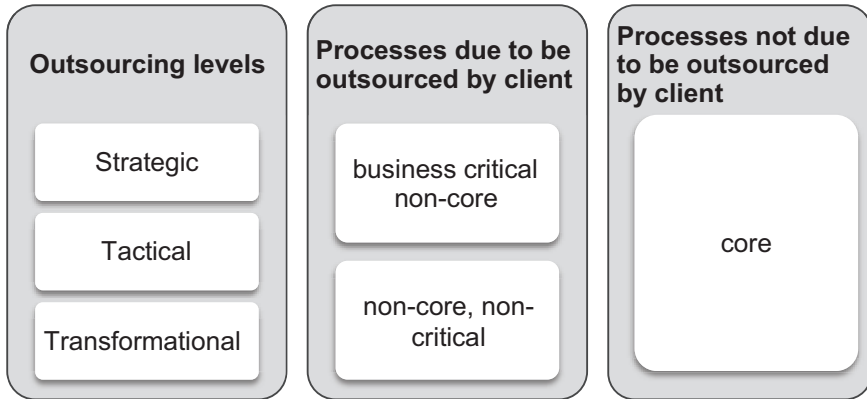 Outsourcing levels
Strategic
Tactical
Transformational
Processes due to be
outsourced by client
business critical
non-core
non-core, non-
critical
Processes not due
to be outsourced
by client
core